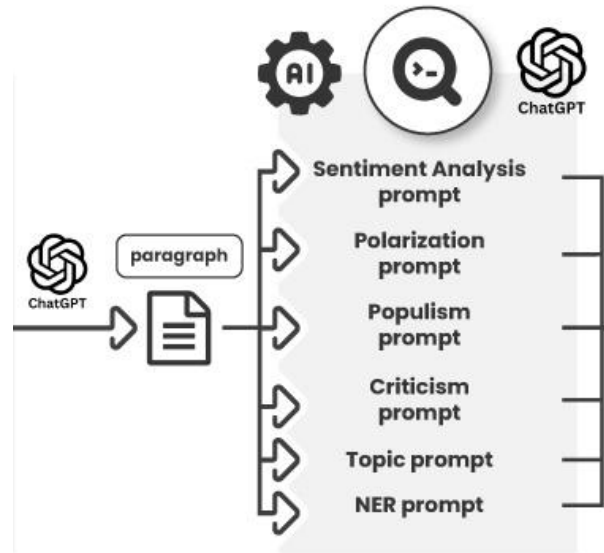 AI
>_
ChatGPT
Sentiment Analysis
prompt
Polarization
prompt
paragraph
ChatGPT
Populism
prompt
Criticism
prompt
Topic prompt
NER prompt